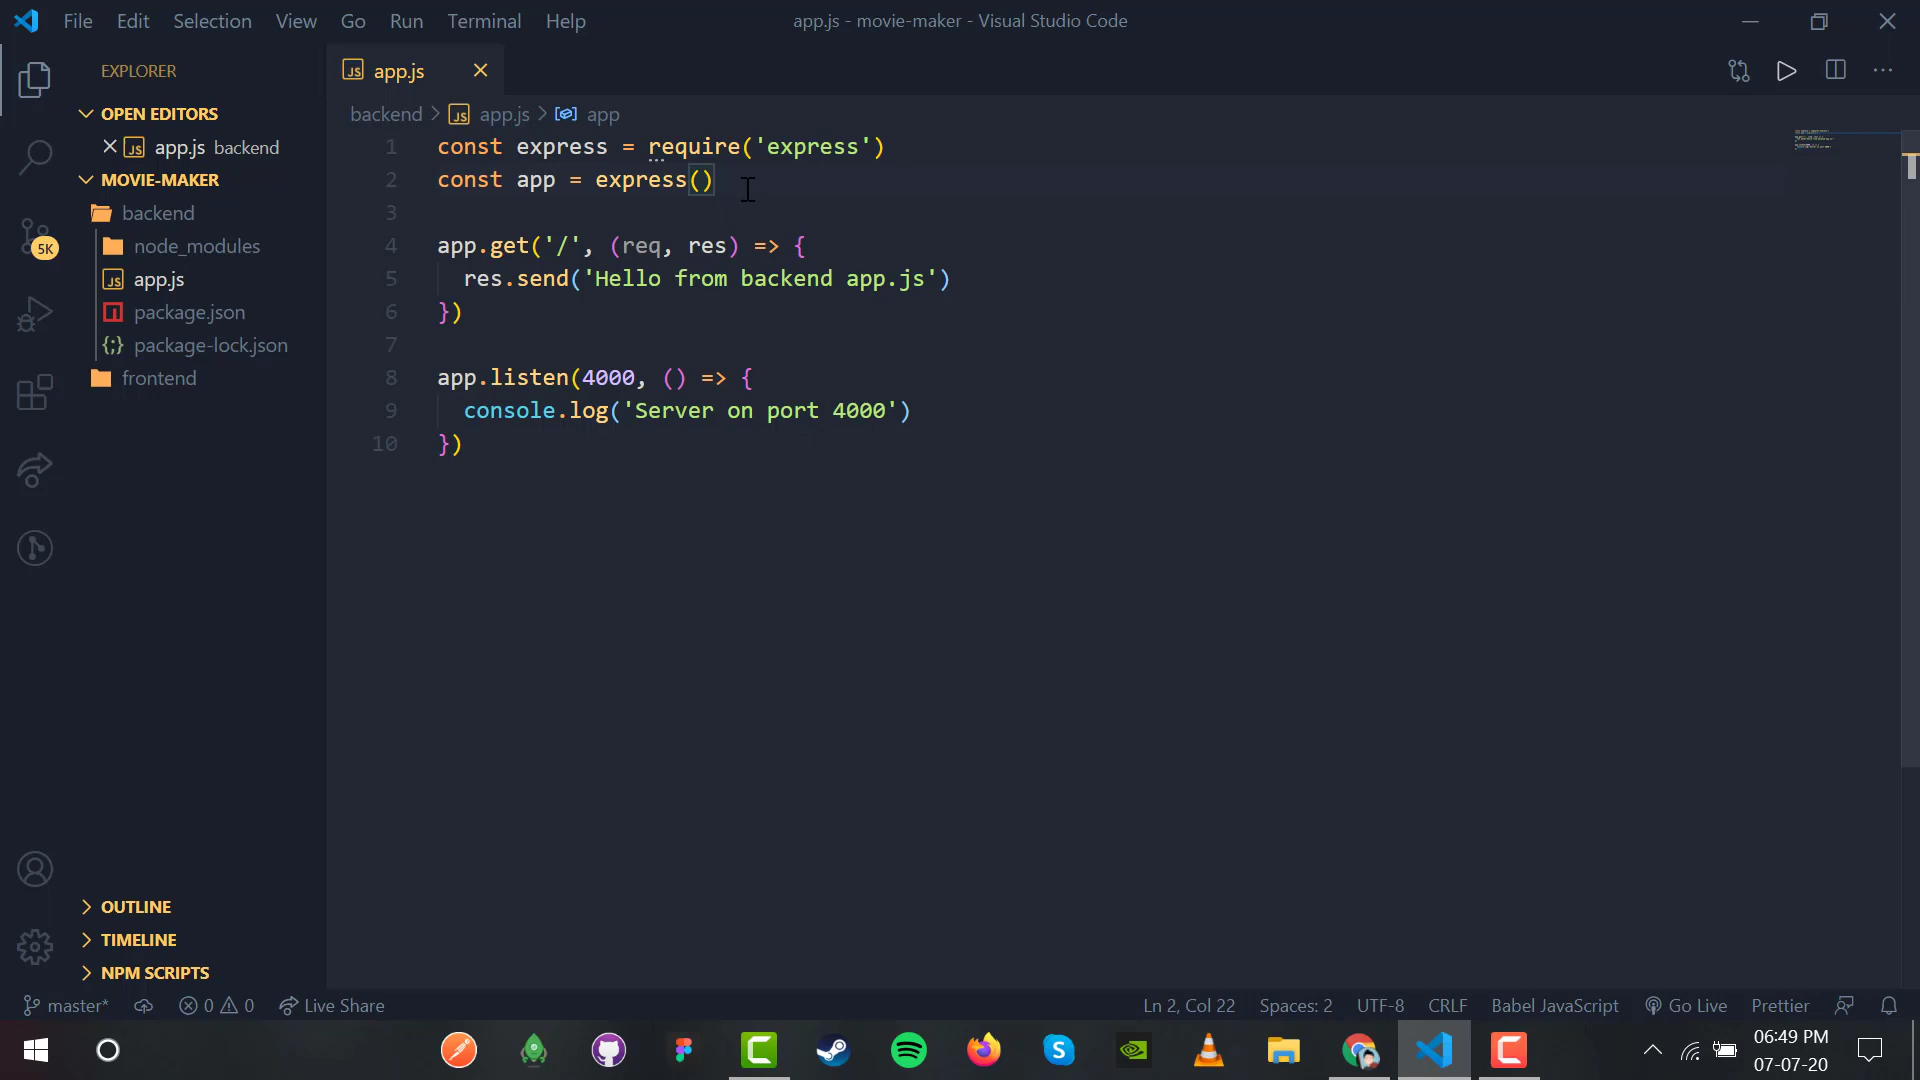 File Edit Selection View Go Run Terminal Help
app.js - movie-maker - Visual Studio Code
EXPLORER
OPEN EDITORS
app.js backend
MOVIE-MAKER
backend
node_modules
JS app.js
package.json
package-lock.json
frontend
OUTLINE
TIMELINE
NPM SCRIPTS
5K
JS app.js
backend > JS app.js > app
1 const express = require('express')
2 const app = express()
3
4 app.get('/', (req, res) => {
5 res.send('Hello from backend app.js')
6 })
7
8 app.listen(4000, () => {
9 console.log('Server on port 4000')
10 })
master* 0 0 Live Share
Ln 2, Col 22 Spaces: 2 UTF-8 CRLF Babel JavaScript Go Live Prettier
06:49 PM
07-07-20